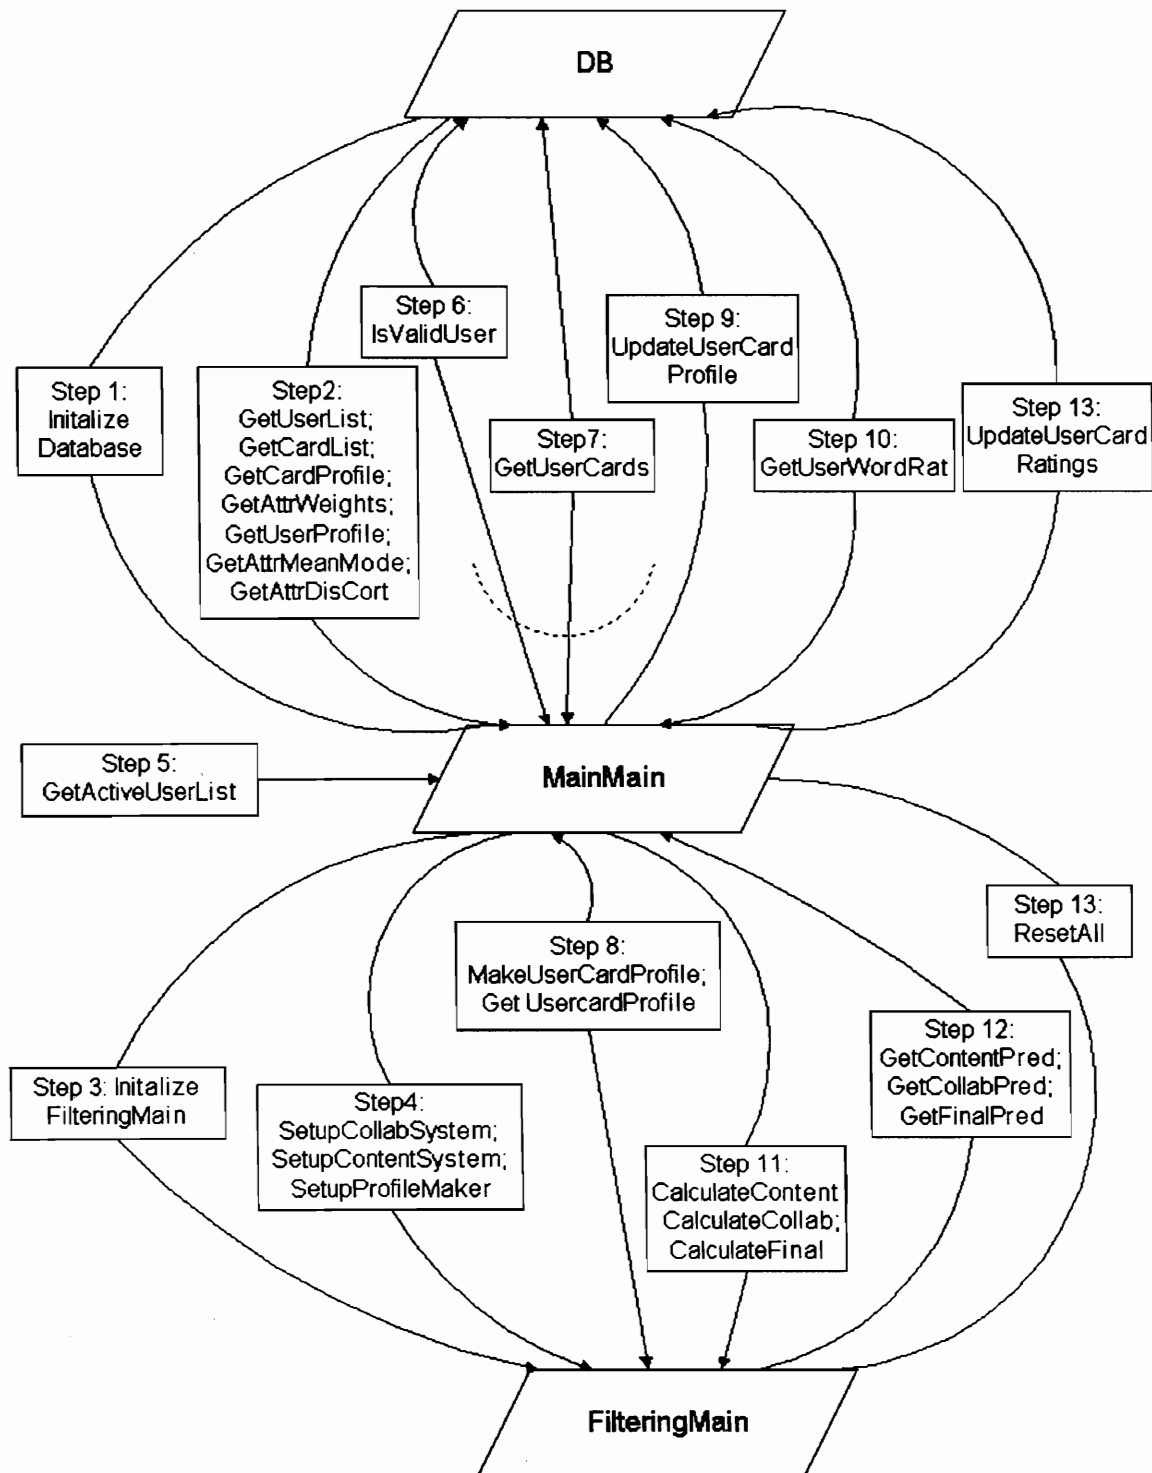 DB
Step 6:
IsValidUser
Step 9:
UpdateUserCard
Profile
Step 1:
Initalize
Database
Step2:
GetUserList;
GetCardList;
GetCardProfile;
GetAttrWeights;
GetUserProfile;
GetAttrMeanMode;
GetAttrDisCort
Step7:
GetUserCards
Step 10:
GetUserWordRat
Step 13:
UpdateUserCard
Ratings
Step 5:
GetActiveUserList
MainMain
Step 13:
ResetAll
Step 8:
MakeUserCardProfile;
Get UsercardProfile
Step 12:
GetContentPred;
GetCollabPred;
GetFinalPred
Step 3: Initalize
FilteringMain
Step4:
SetupCollabSystem;
SetupContentSystem;
SetupProfileMaker
Step 11:
CalculateContent
CalculateCollab;
CalculateFinal
FilteringMain